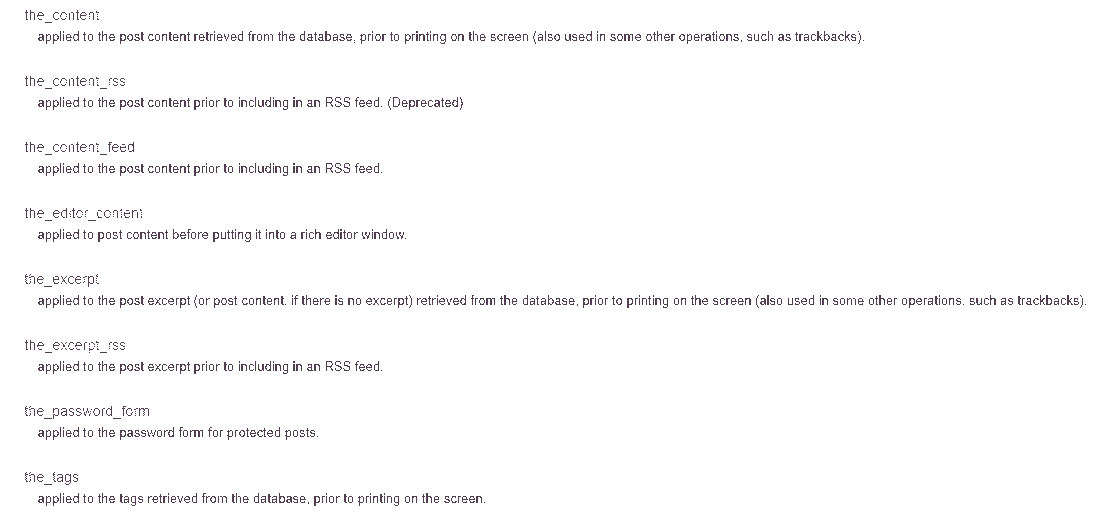 the_content
applied to the post content retrieved from the database, prior to printing on the screen (also used in some other operations, such as trackbacks).
the_content_rss
applied to the post content prior to including in an RSS feed. (Deprecated)
the_content_feed
applied to the post content prior to including in an RSS feed.
the_editor_content
applied to post content before putting it into a rich editor window.
the_excerpt
applied to the post excerpt (or post content, if there is no excerpt) retrieved from the database, prior to printing on the screen (also used in some other operations, such as trackbacks).
the_excerpt_rss
applied to the post excerpt prior to including in an RSS feed.
the_password_form
applied to the password form for protected posts.
the_tags
applied to the tags retrieved from the database, prior to printing on the screen.